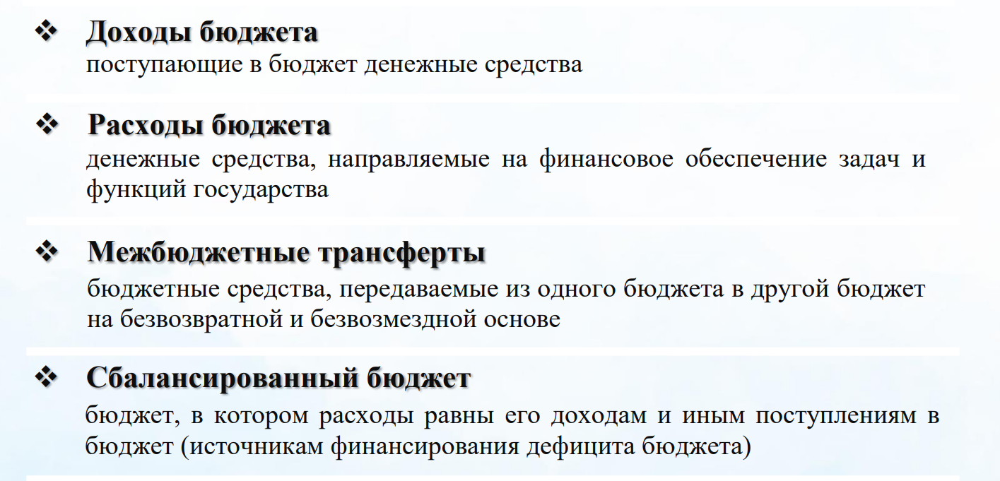 ❖ Доходы бюджета
поступающие в бюджет денежные средства
❖ Расходы бюджета
денежные средства, направляемые на финансовое обеспечение задач и
функций государства
❖ Межбюджетные трансферты
бюджетные средства, передаваемые из одного бюджета в другой бюджет
на безвозвратной и безвозмездной основе
❖ Сбалансированный бюджет
бюджет, в котором расходы равны его доходам и иным поступлениям в
бюджет (источникам финансирования дефицита бюджета)